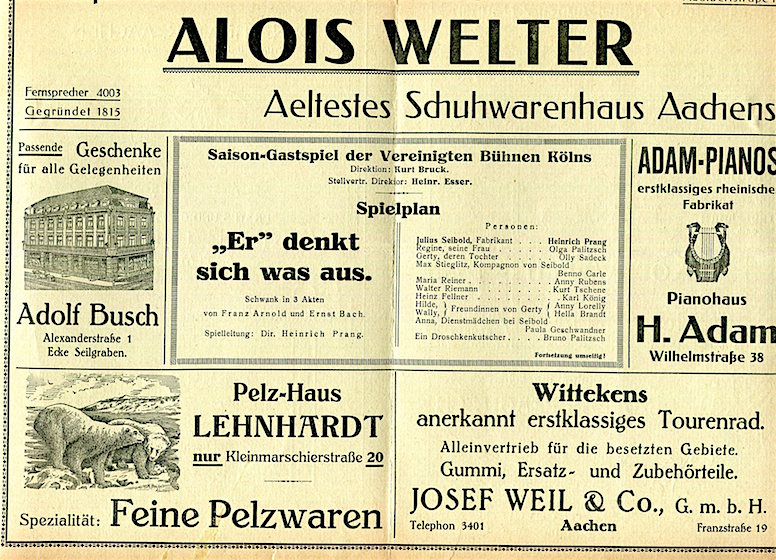 ALOIS WELTER
Fernsprecher 4003
Gegründet 1815
Aeltestes Schuhwarenhaus Aachens
Passende Geschenke
für alle Gelegenheiten
Adolf Busch
Alexanderstraße 1
Ecke Seilgraben.
Saison-Gastspiel der Vereinigten Bühnen Kölns
Direktion: Kurt Bruck.
Stellvertr. Direktor: Heinr. Esser.
Spielplan
„Er” denkt
sich was aus.
Schwank in 3 Akten
von Franz Arnold und Ernst Bach.
Spielleitung: Dir. Heinrich Prang.
Personen:
Julius Seibold, Fabrikant . . . . Heinrich Prang
Regine, seine Frau . . . . . Olga Palitzsch
Gerty, deren Tochter . . . . . Olly Sadeck
Max Stieglitz, Kompagnon von Seibold
Benno Carle
Maria Reiner . . . . . . . . Anny Rubens
Walter Riemann . . . . . . . Kurt Tschene
Heinz Fellner . . . . . . . . Karl König
Hilde, } Freundinnen von Gerty { Anny Lorelly
Wally, } Freundinnen von Gerty { Hella Brandt
Anna, Dienstmädchen bei Seibold
Paula Geschwandner
Ein Droschkenkutscher . . . . Bruno Palitzsch
Fortsetzung umseitig!
ADAM-PIANOS
erstklassiges rheinische
Fabrikat
Pianohaus
H. Adam
Wilhelmstraße 38
Pelz-Haus
LEHNHARDT
nur Kleinmarschierstraße 20
Spezialität: Feine Pelzwaren
Wittekens
anerkannt erstklassiges Tourenrad.
Alleinvertrieb für die besetzten Gebiete.
Gummi, Ersatz- und Zubehörteile.
JOSEF WEIL & Co., G. m. b. H.
Telephon 3401 Aachen Franzstraße 19